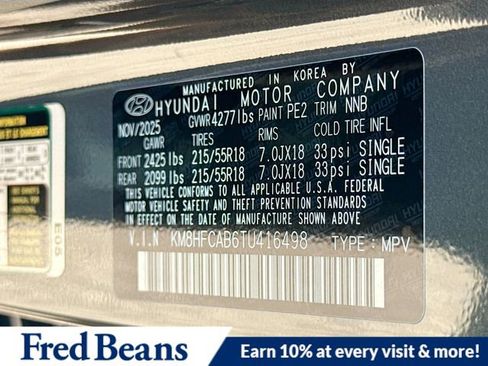 MANUFACTURED IN KOREA BY
HYUNDAI MOTOR COMPANY
NOV/2025 GVWR 4277 lbs PAINT PE2 TRIM NNB
GAWR TIRES RIMS COLD TIRE INFL
FRONT 2425 lbs 215/55R18 7.0JX18 33psi SINGLE
REAR 2099 lbs 215/55R18 7.0JX18 33psi SINGLE
THIS VEHICLE CONFORMS TO ALL APPLICABLE U.S.A. FEDERAL
MOTOR VEHICLE SAFETY AND THEFT PREVENTION STANDARDS
IN EFFECT ON THE DATE OF MANUFACTURE SHOWN ABOVE.
V.I.N KM8HFCAB6TU416498 TYPE : MPV
E05
Fred Beans
Earn 10% at every visit & more!